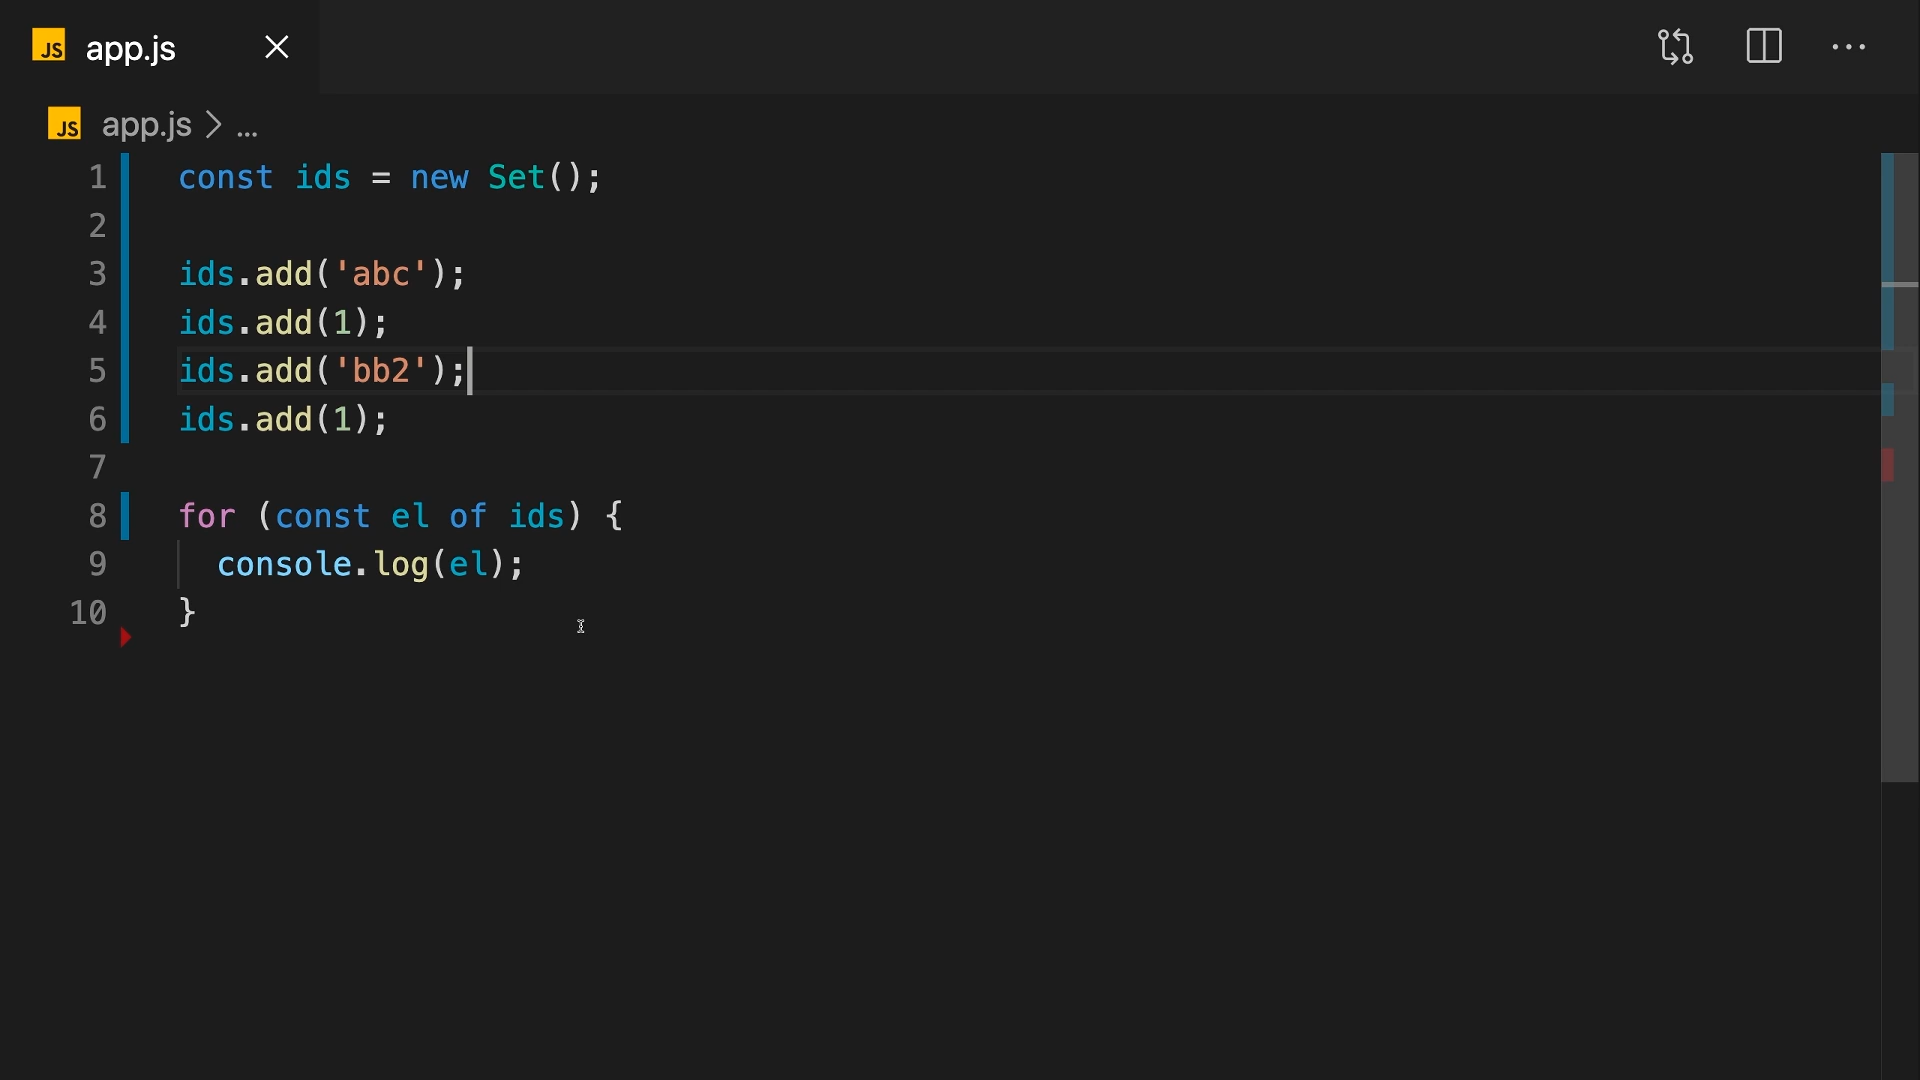 JS app.js
JS app.js > ...
1 const ids = new Set();
2
3 ids.add('abc');
4 ids.add(1);
5 ids.add('bb2');
6 ids.add(1);
7
8 for (const el of ids) {
9   console.log(el);
10 }